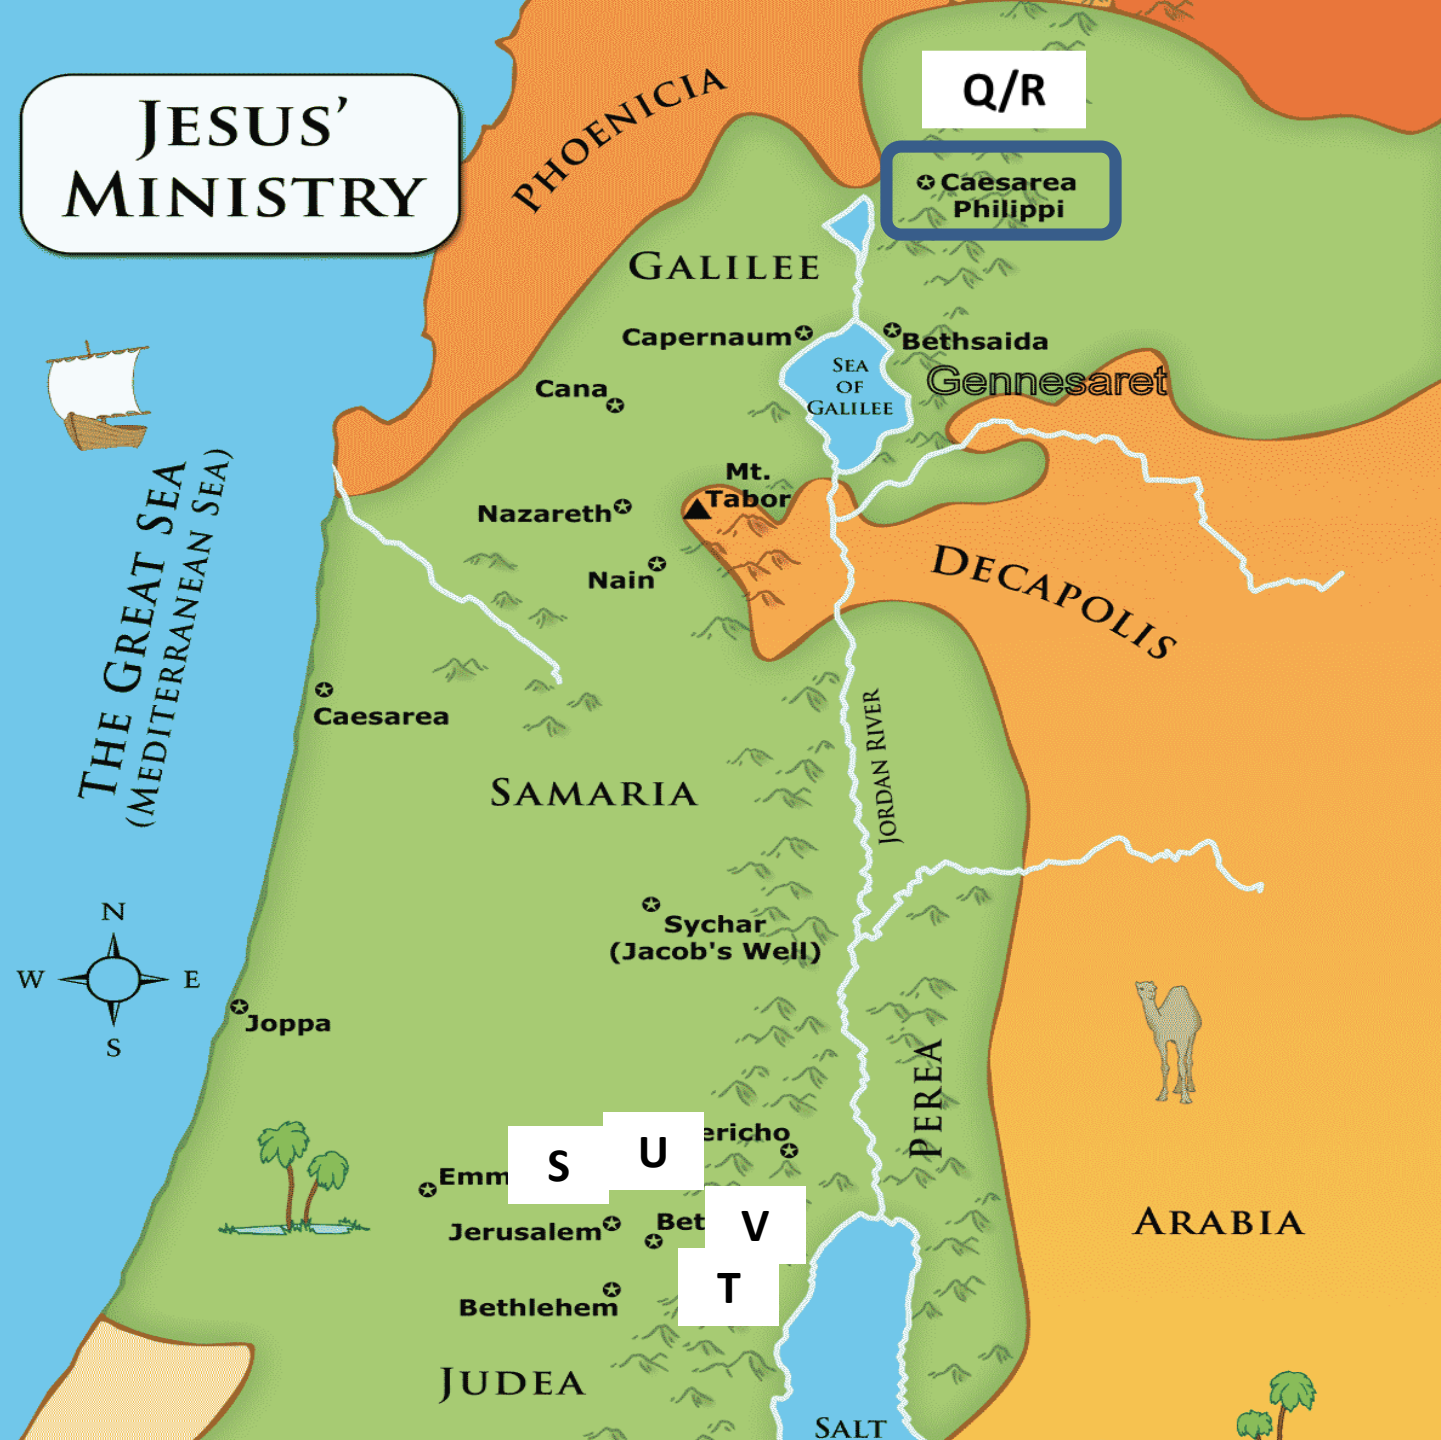 JESUS'
MINISTRY
PHOENICIA
Q/R
Caesarea
Philippi
GALILEE
Capernaum
Bethsaida
SEA
OF
GALILEE
Gennesaret
Cana
Mt.
Tabor
Nazareth
Nain
DECAPOLIS
THE GREAT SEA
(MEDITERRANEAN SEA)
Caesarea
JORDAN RIVER
SAMARIA
Sychar
(Jacob's Well)
N
W E
S
Joppa
PEREA
S
U
ericho
Emm
Jerusalem
Bet
V
T
Bethlehem
ARABIA
JUDEA
SALT